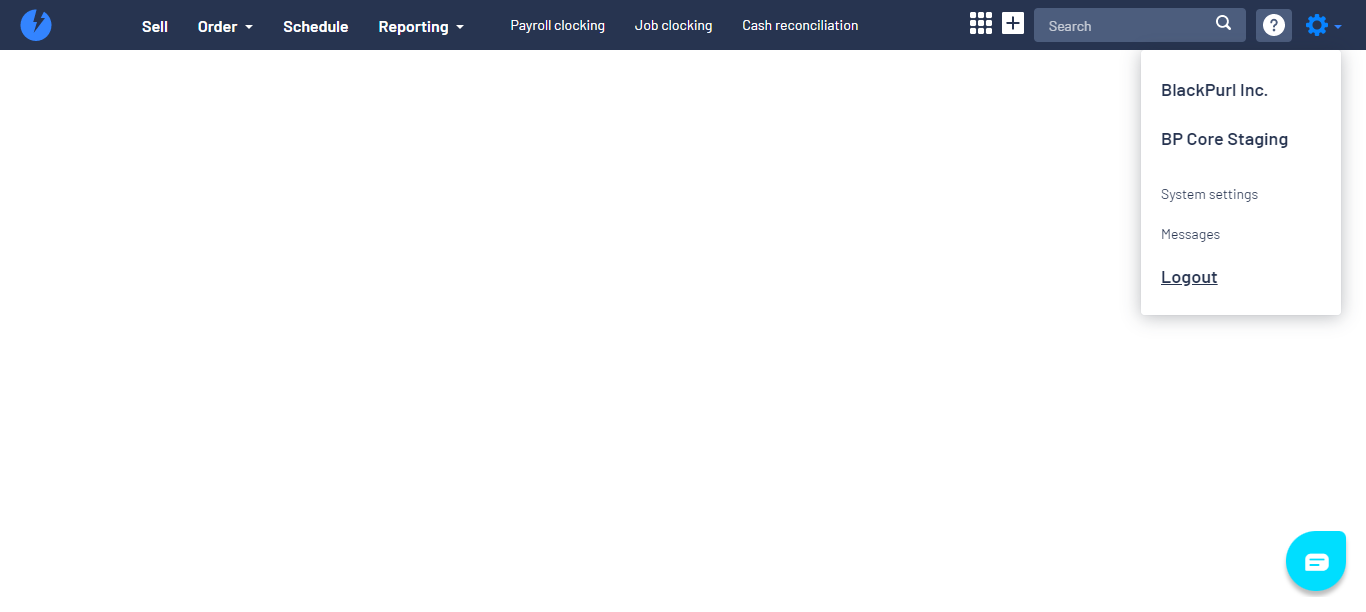 Sell Order Schedule Reporting Payroll clocking Job clocking Cash reconciliation Search ?
BlackPurl Inc.
BP Core Staging
System settings
Messages
Logout